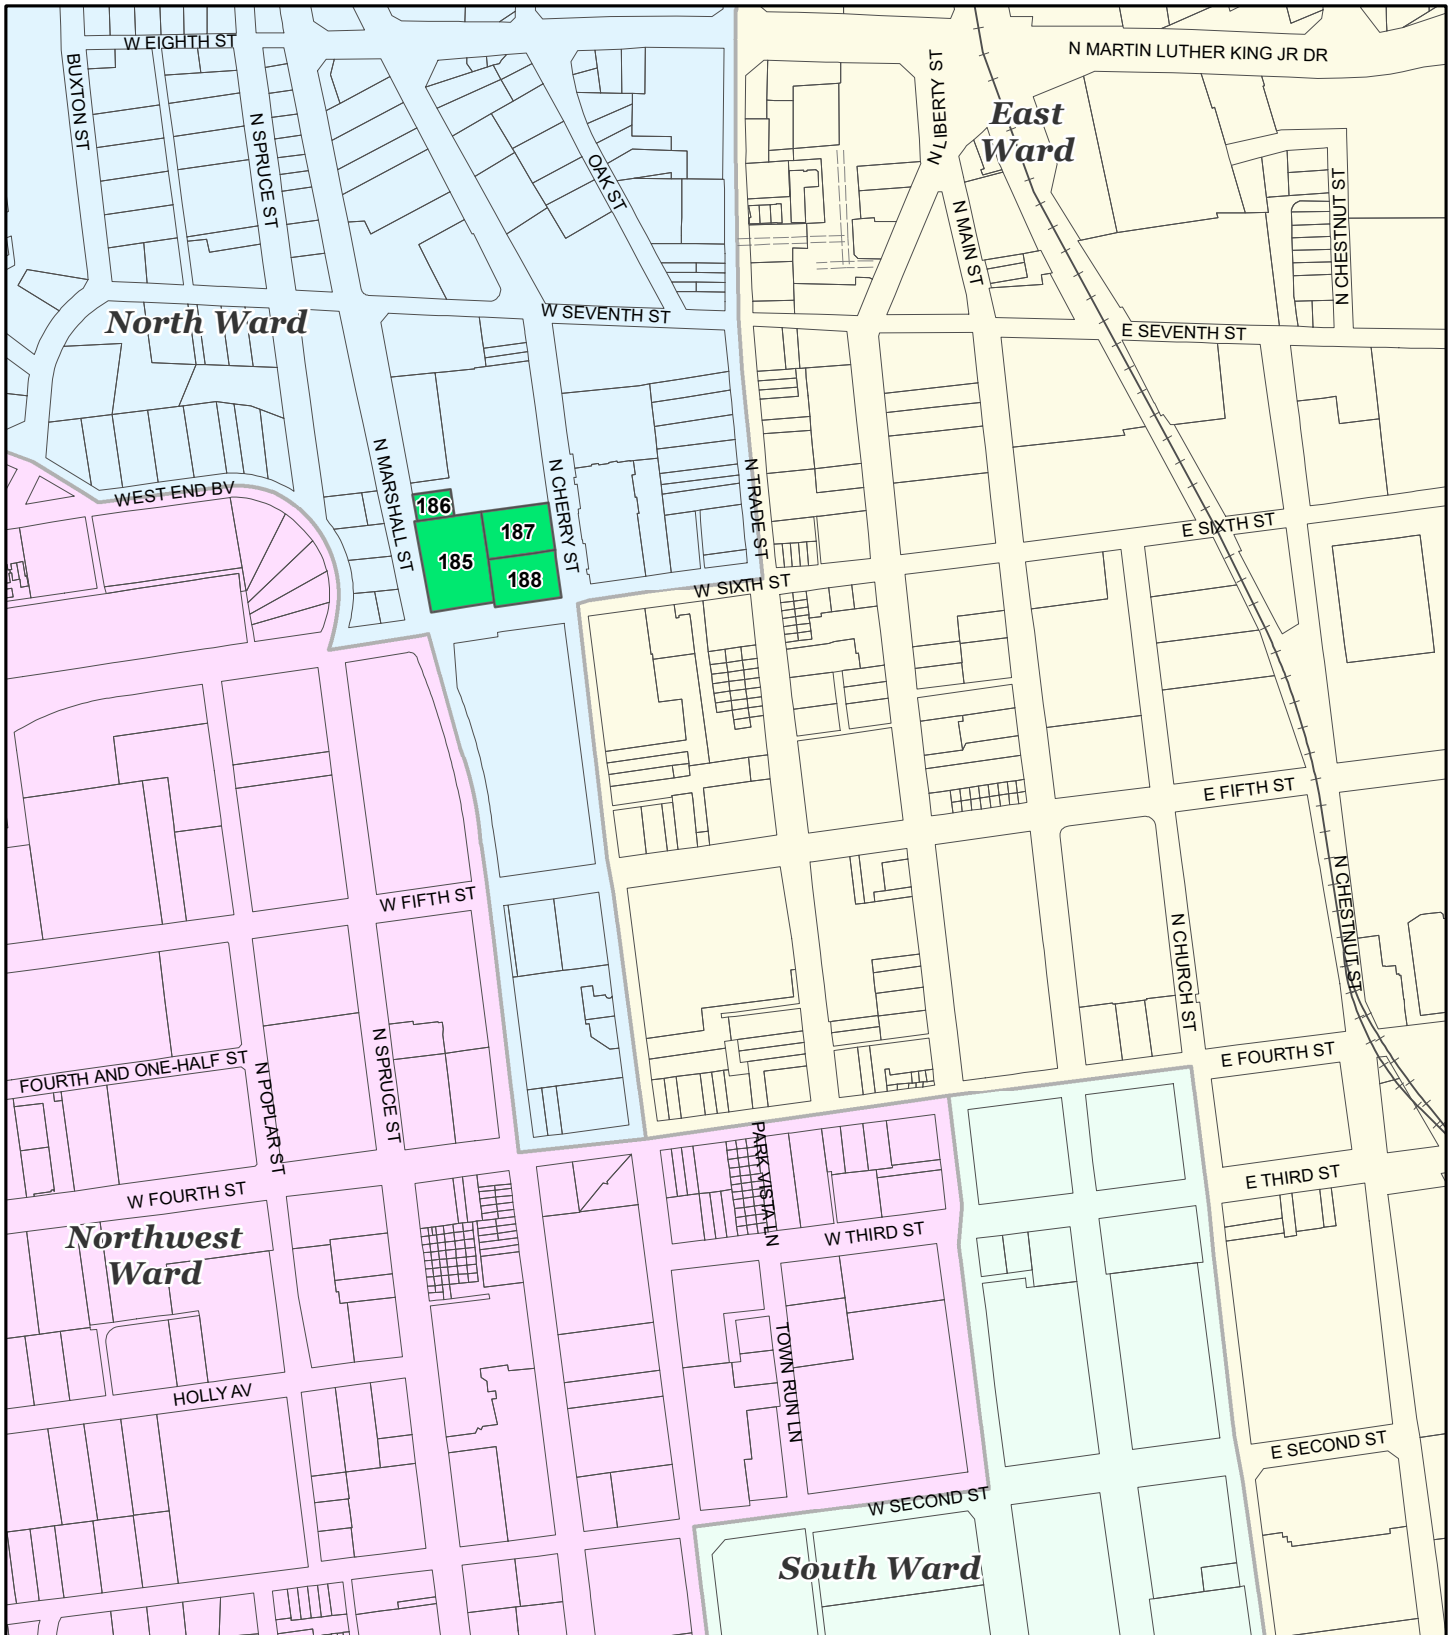 W EIGHTH ST
N MARTIN LUTHER KING JR DR
BUXTON ST
N SPRUCE ST
OAK ST
N LIBERTY ST
East
Ward
N MAIN ST
N CHESTNUT ST
North Ward
W SEVENTH ST
E SEVENTH ST
N MARSHALL ST
N CHERRY ST
N TRADE ST
WEST END BV
186
187
185
188
E SIXTH ST
W SIXTH ST
E FIFTH ST
W FIFTH ST
N CHESTNUT ST
N CHURCH ST
FOURTH AND ONE-HALF ST
N POPLAR ST
N SPRUCE ST
E FOURTH ST
PARK VISTA LN
E THIRD ST
W FOURTH ST
W THIRD ST
Northwest
Ward
TOWN RUN LN
HOLLY AV
E SECOND ST
W SECOND ST
South Ward